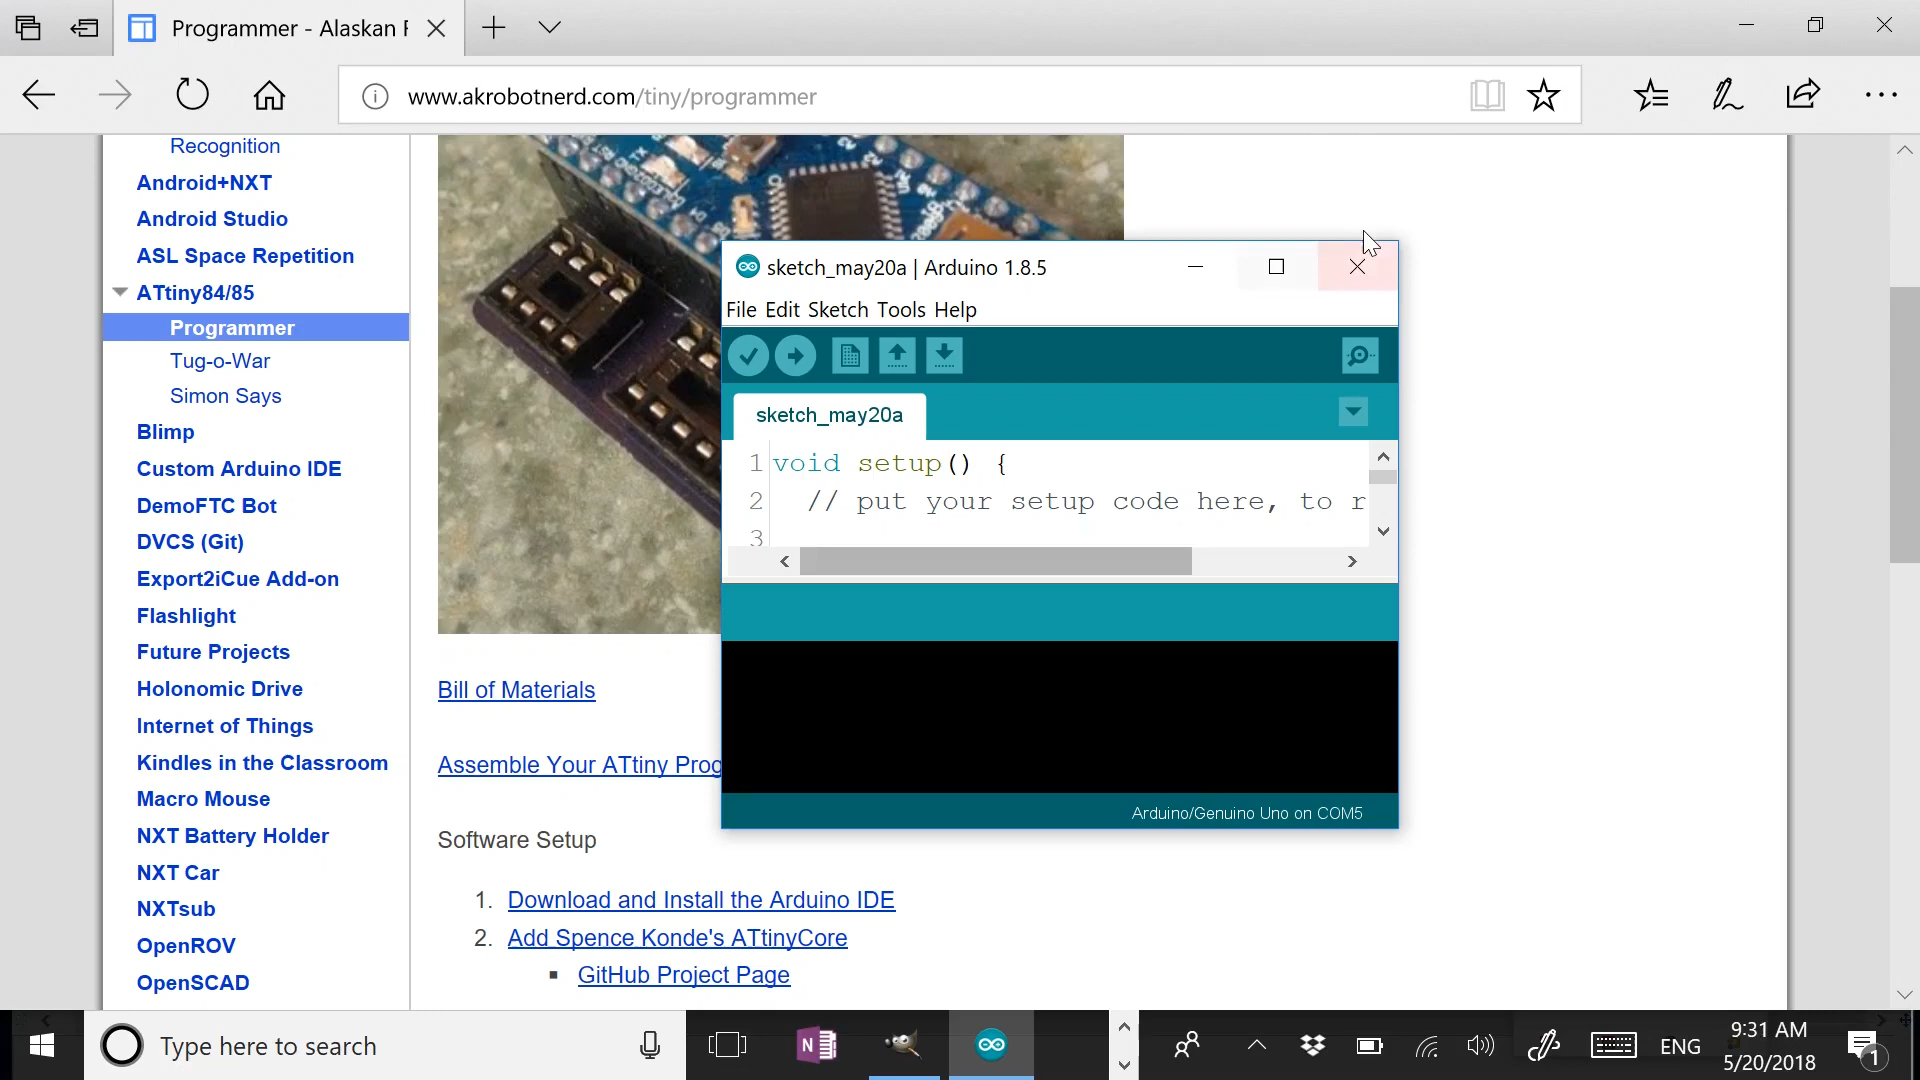 Programmer - Alaskan
www.akrobotnerd.com/tiny/programmer
Recognition
Android+NXT
Android Studio
ASL Space Repetition
ATtiny84/85
Programmer
Tug-o-War
Simon Says
Blimp
Custom Arduino IDE
DemoFTC Bot
DVCS (Git)
Export2iCue Add-on
Flashlight
Future Projects
Holonomic Drive
Internet of Things
Kindles in the Classroom
Macro Mouse
NXT Battery Holder
NXT Car
NXTsub
OpenROV
OpenSCAD
sketch_may20a | Arduino 1.8.5
File Edit Sketch Tools Help
sketch_may20a
1 void setup() {
2 // put your setup code here, to r
3
Arduino/Genuino Uno on COM5
Bill of Materials
Assemble Your ATtiny Prog
Software Setup
1. Download and Install the Arduino IDE
2. Add Spence Konde's ATtinyCore
▪ GitHub Project Page
Type here to search
N
ENG
9:31 AM
5/20/2018
1